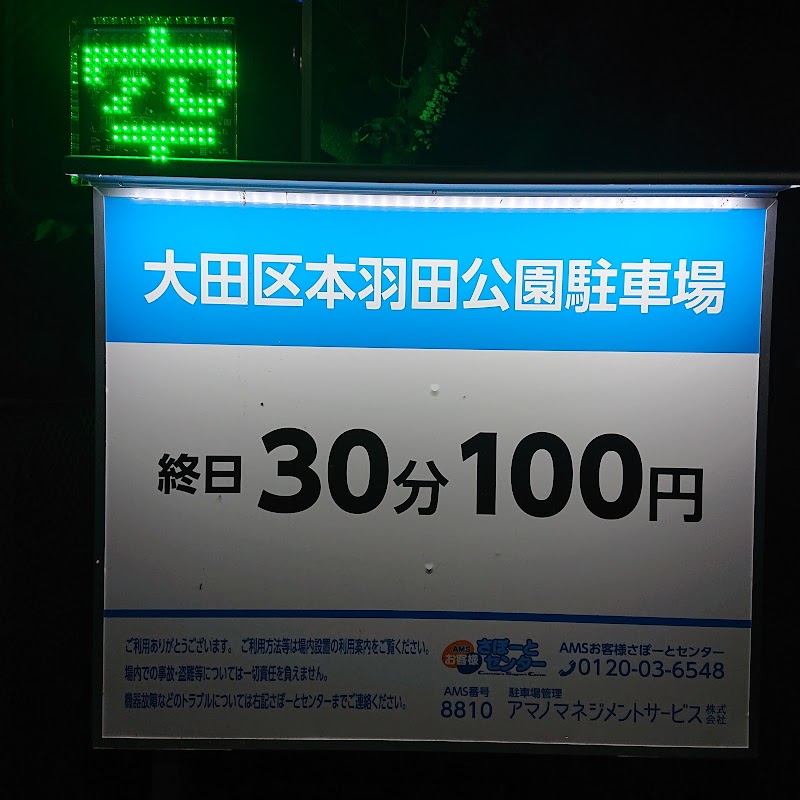 空
大田区本羽田公園駐車場
終日 30分 100円
ご利用ありがとうございます。 ご利用方法等は場内設置の利用案内をご覧ください。
場内での事故・盗難等については一切責任を負えません。
機器故障などのトラブルについては右記さぽーとセンターまでご連絡ください。
AMS
お客様
さぽーと
センター
AMSお客様さぽーとセンター
0120-03-6548
AMS番号
8810
駐車場管理
アマノマネジメントサービス株式会社